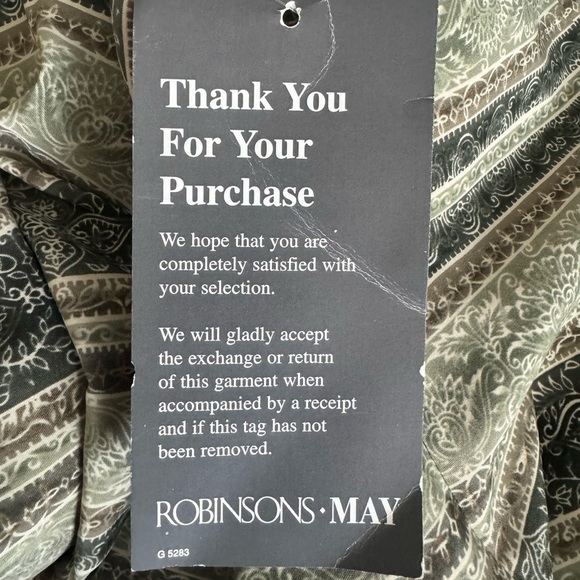 Thank You
For Your
Purchase
We hope that you are
completely satisfied with
your selection.
We will gladly accept
the exchange or return
of this garment when
accompanied by a receipt
and if this tag has not
been removed.
ROBINSONS·MAY
G 5283